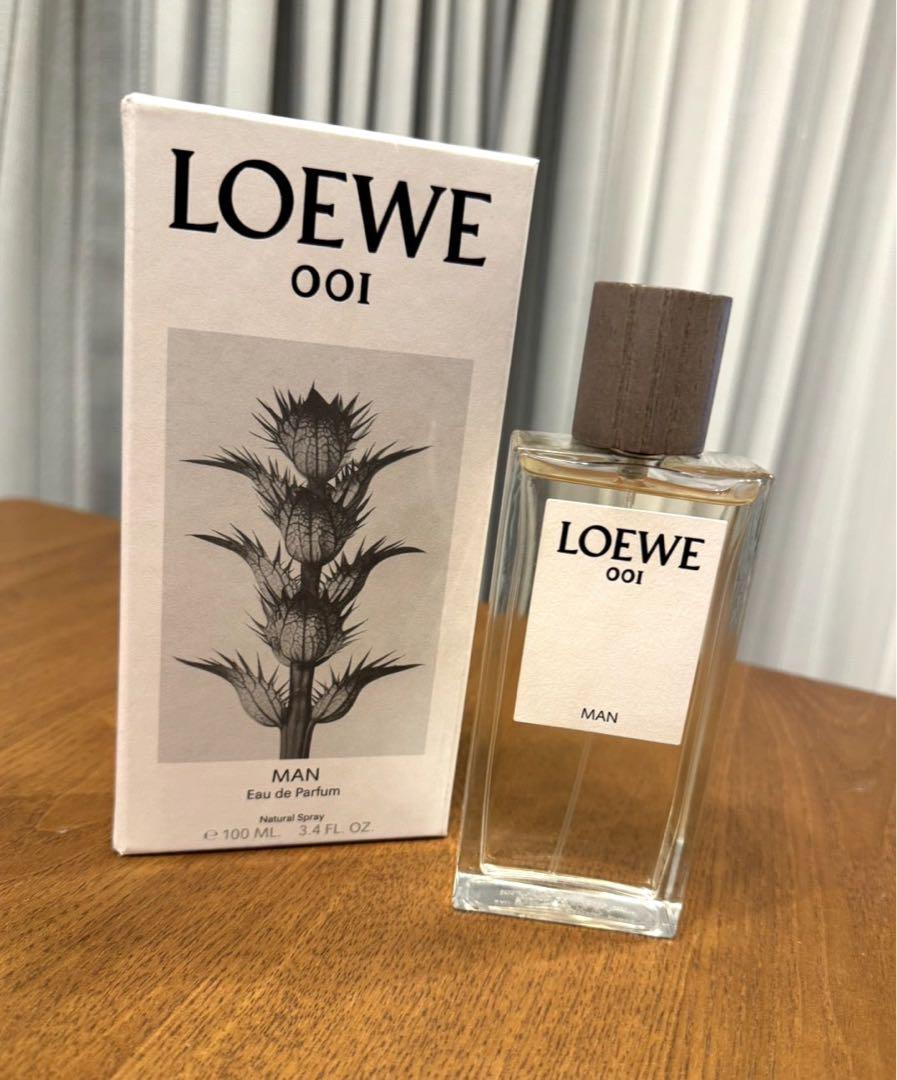 LOEWE
001
MAN
Eau de Parfum
Natural Spray
℮ 100 ML. 3.4 FL. OZ.
LOEWE
001
MAN